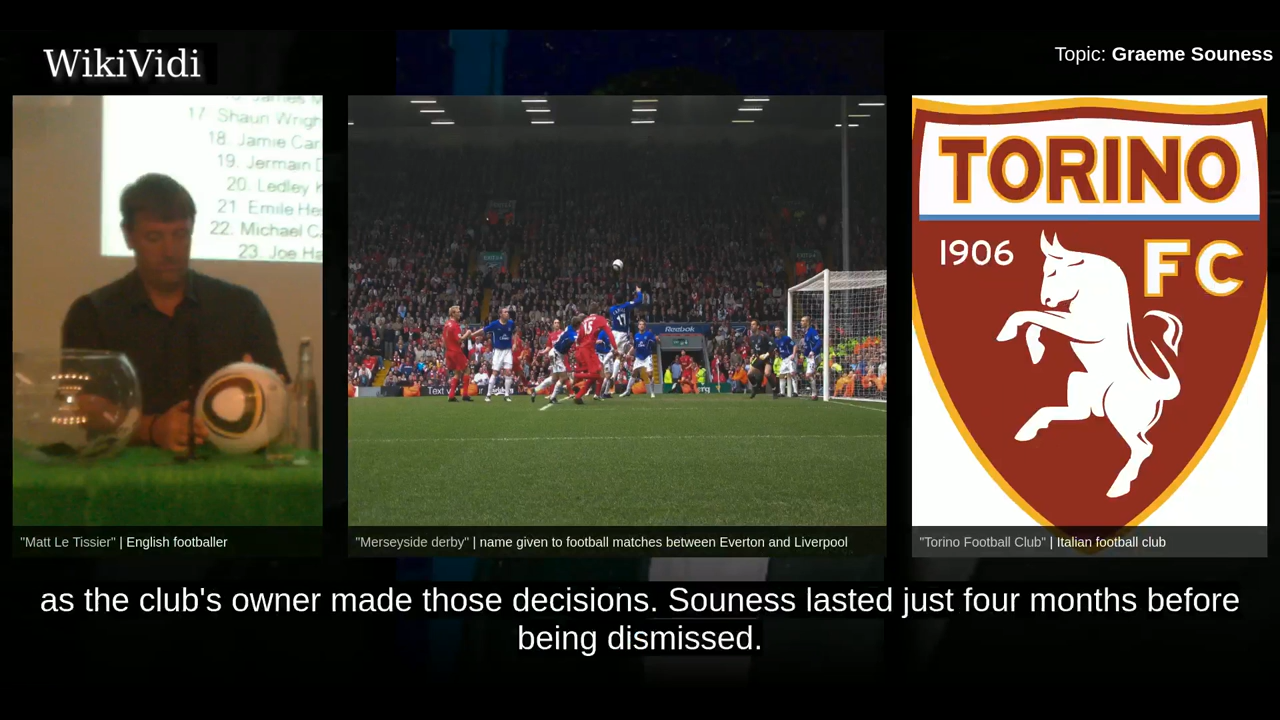 WikiVidi
Topic: Graeme Souness
17 Shaun Wrigh
18. Jamie Car
19. Jermain
20. Ledley
21 Emile He
22. Michael C
23. Joe Ha
15
17
Reebok
TORINO
1906 FC
"Matt Le Tissier" | English footballer
"Merseyside derby" | name given to football matches between Everton and Liverpool
"Torino Football Club" | Italian football club
as the club's owner made those decisions. Souness lasted just four months before
being dismissed.